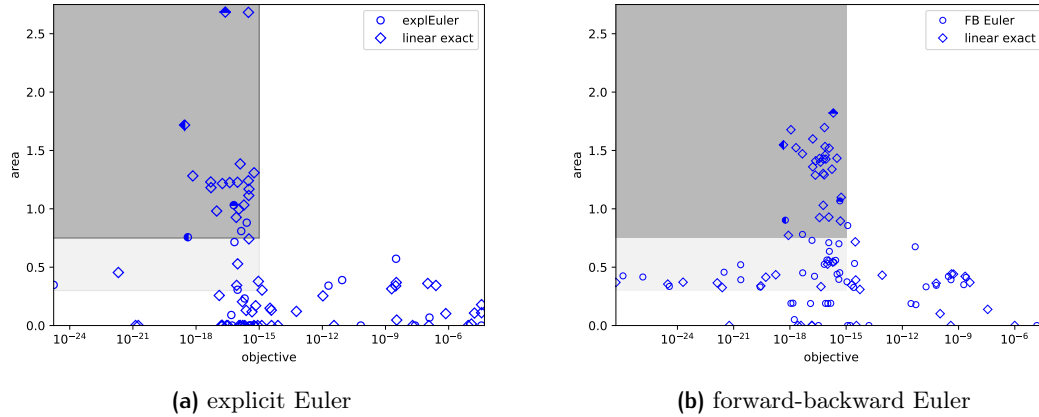 2.5
2.0
1.5
1.0
0.5
0.0
area
explEuler
linear exact
10⁻²⁴ 10⁻²¹ 10⁻¹⁸ 10⁻¹⁵ 10⁻¹² 10⁻⁹ 10⁻⁶
objective
(a) explicit Euler
2.5
2.0
1.5
1.0
0.5
0.0
area
FB Euler
linear exact
10⁻²⁴ 10⁻²¹ 10⁻¹⁸ 10⁻¹⁵ 10⁻¹² 10⁻⁹ 10⁻⁶
objective
(b) forward-backward Euler